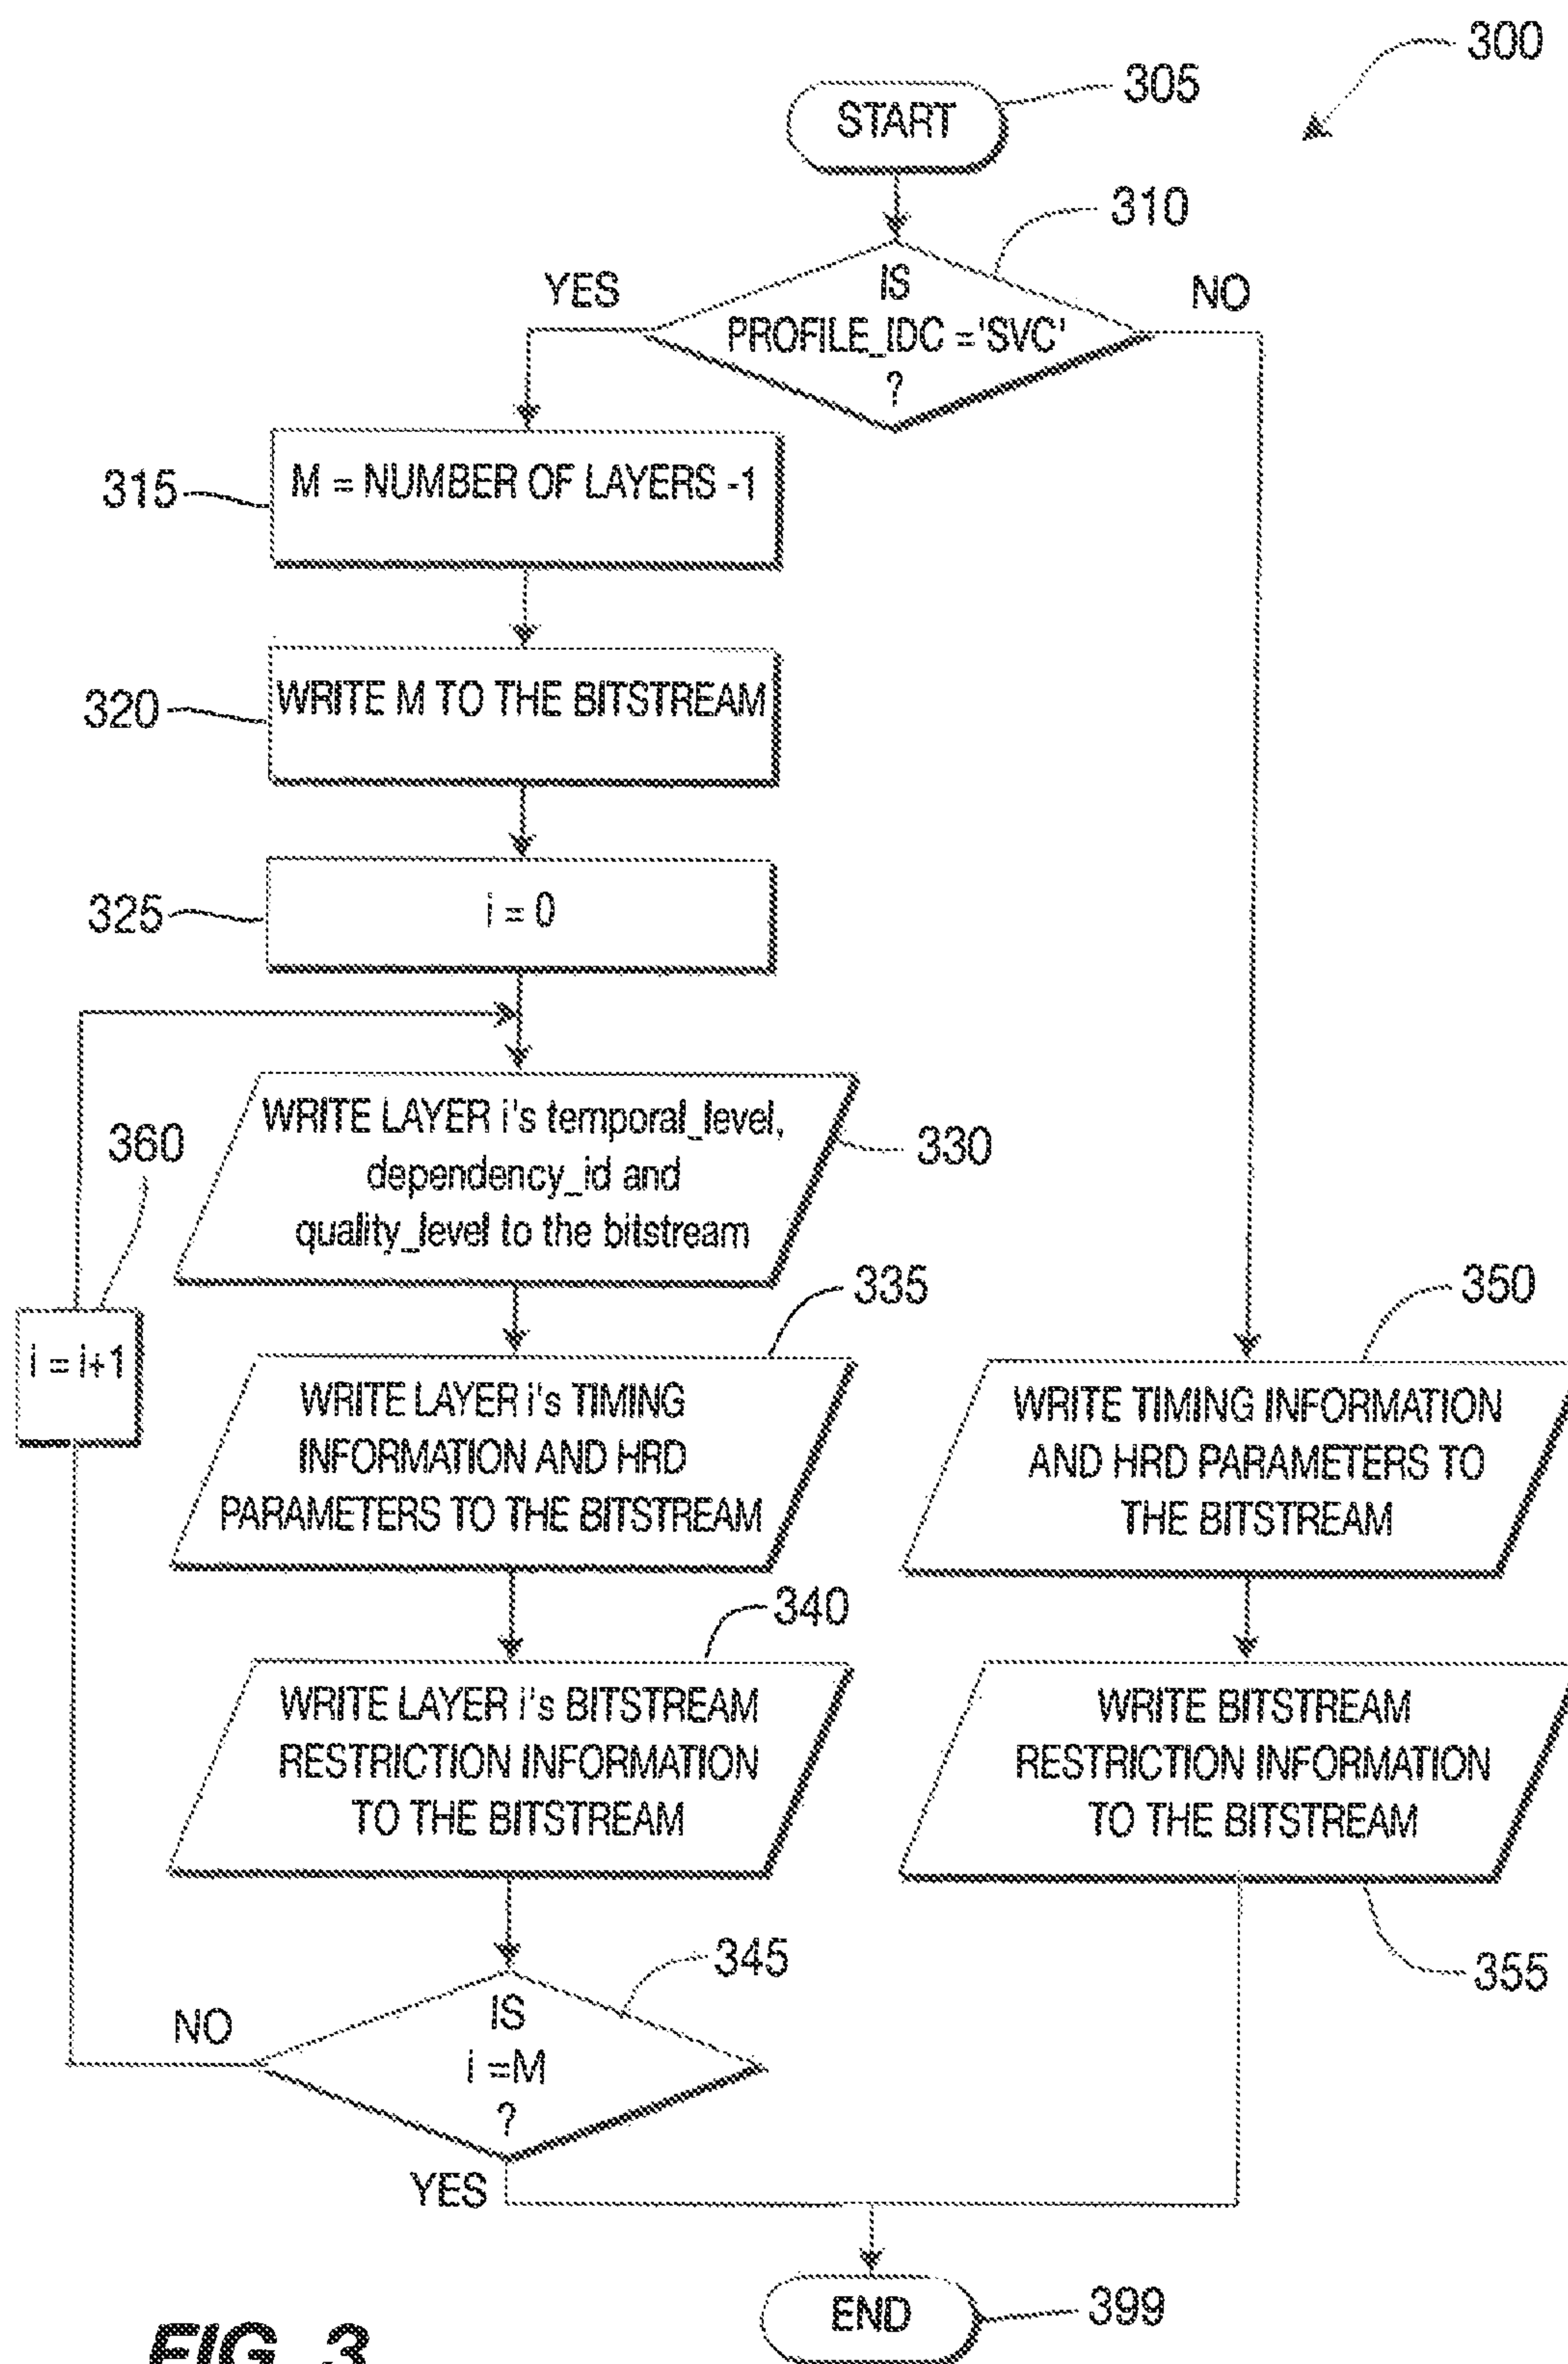 300
START
305
310
IS
PROFILE_IDC ='SVC'
?
YES
NO
M = NUMBER OF LAYERS -1
315
WRITE M TO THE BITSTREAM
320
i = 0
325
WRITE LAYER i's temporal_level,
dependency_id and
quality_level to the bitstream
330
360
i = i+1
335
WRITE LAYER i's TIMING
INFORMATION AND HRD
PARAMETERS TO THE BITSTREAM
350
WRITE TIMING INFORMATION
AND HRD PARAMETERS TO
THE BITSTREAM
340
WRITE LAYER i's BITSTREAM
RESTRICTION INFORMATION
TO THE BITSTREAM
WRITE BITSTREAM
RESTRICTION INFORMATION
TO THE BITSTREAM
355
345
IS
i =M
?
NO
YES
END
399
FIG. 3